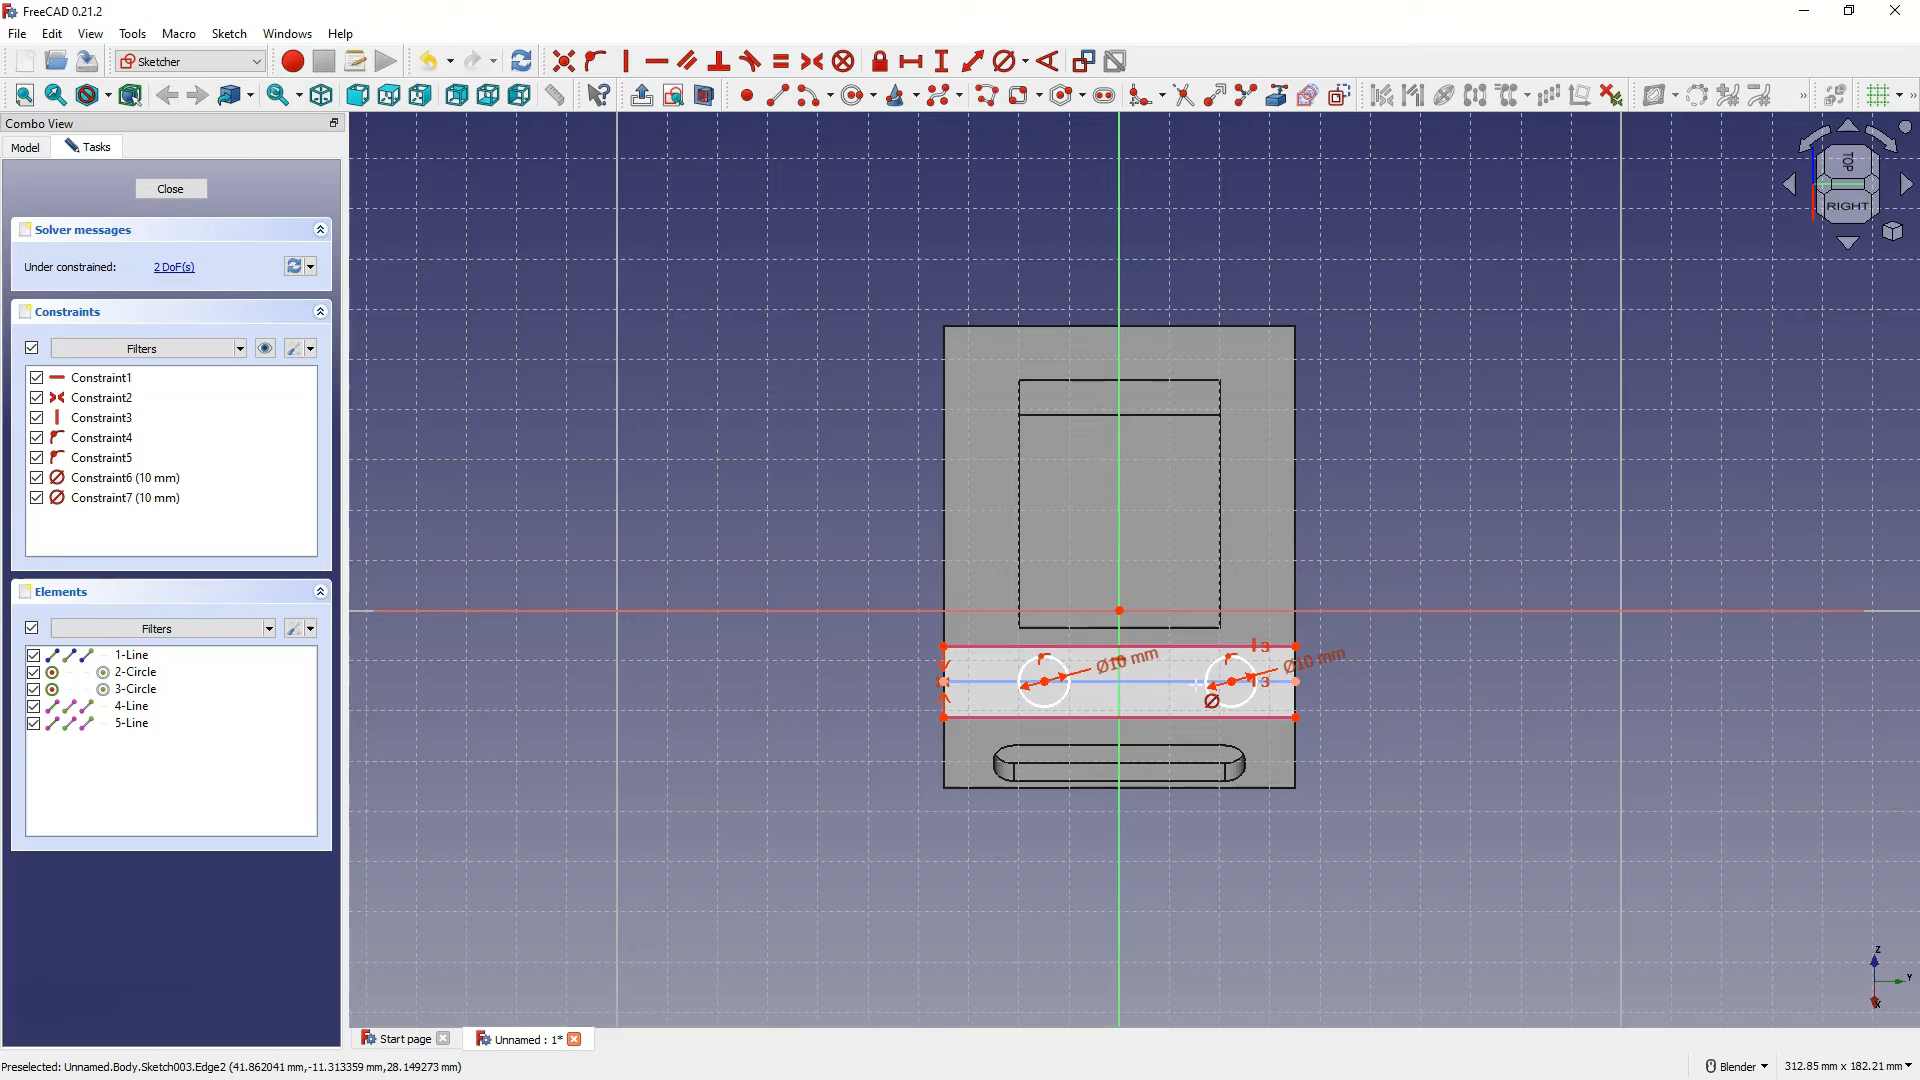 FreeCAD 0.21.2
File Edit View Tools Macro Sketch Windows Help
Sketcher
Combo View
Model Tasks
Close
Solver messages
Under constrained: 2 DoF(s)
Constraints
Filters
Constraint1
Constraint2
Constraint3
Constraint4
Constraint5
Constraint6 (10 mm)
Constraint7 (10 mm)
Elements
Filters
1-Line
2-Circle
3-Circle
4-Line
5-Line
TOP
RIGHT
3
Ø10 mm
Ø10 mm
3
Z
Y
X
Start page
Unnamed : 1*
Preselected: Unnamed.Body.Sketch003.Edge2 (41.862041 mm,-11.313359 mm,28.149273 mm)
Blender
312.85 mm x 182.21 mm